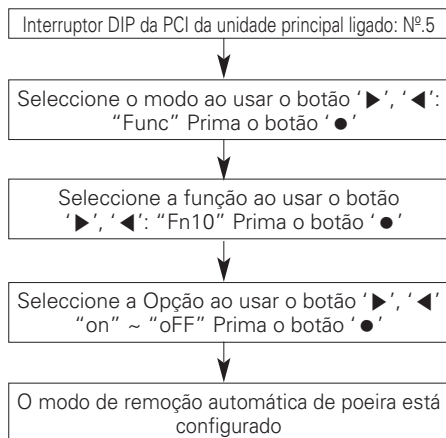 Interruptor DIP da PCI da unidade principal ligado: Nº.5
Seleccione o modo ao usar o botão ‘▶’, ‘◀’:
“Func” Prima o botão ‘●’
Seleccione a função ao usar o botão
‘▶’, ‘◀’: “Fn10” Prima o botão ‘●’
Seleccione a Opção ao usar o botão ‘▶’, ‘◀’
“on” ~ “oFF” Prima o botão ‘●’
O modo de remoção automática de poeira está
configurado